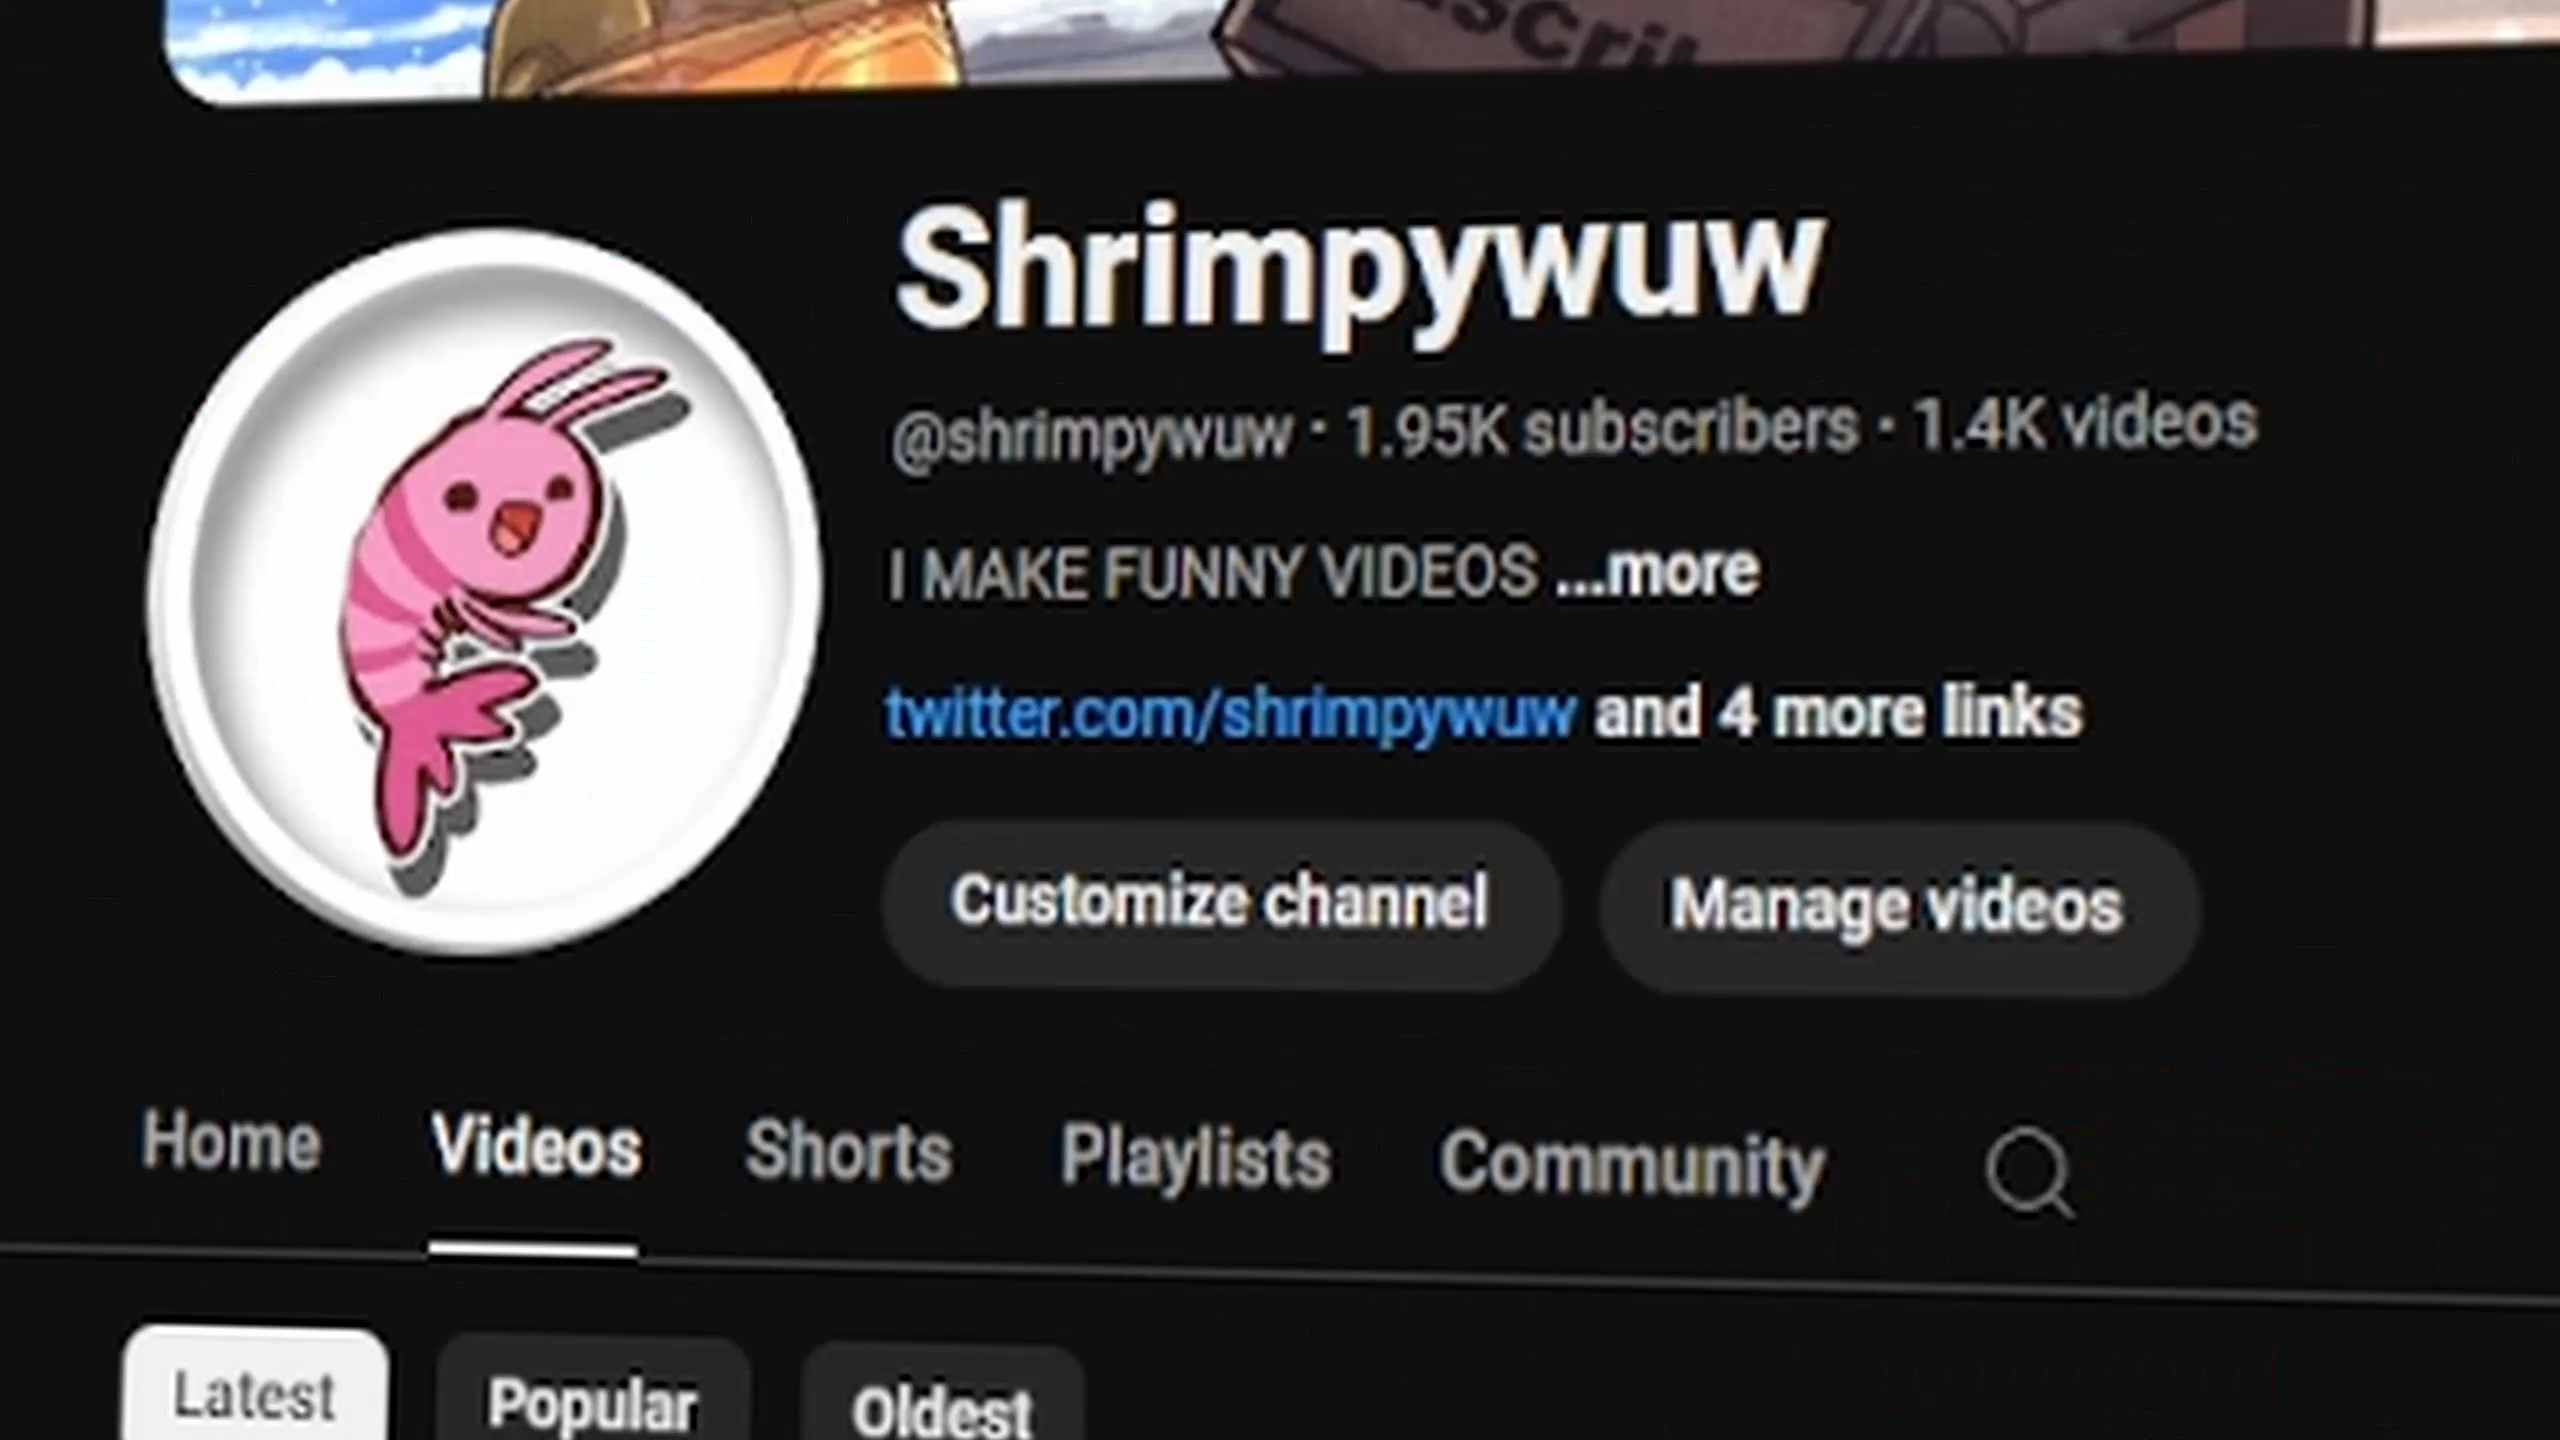 Shrimpywuw
@shrimpywuw · 1.95K subscribers · 1.4K videos
I MAKE FUNNY VIDEOS ...more
twitter.com/shrimpywuw and 4 more links
Customize channel Manage videos
Home Videos Shorts Playlists Community
Latest Popular Oldest